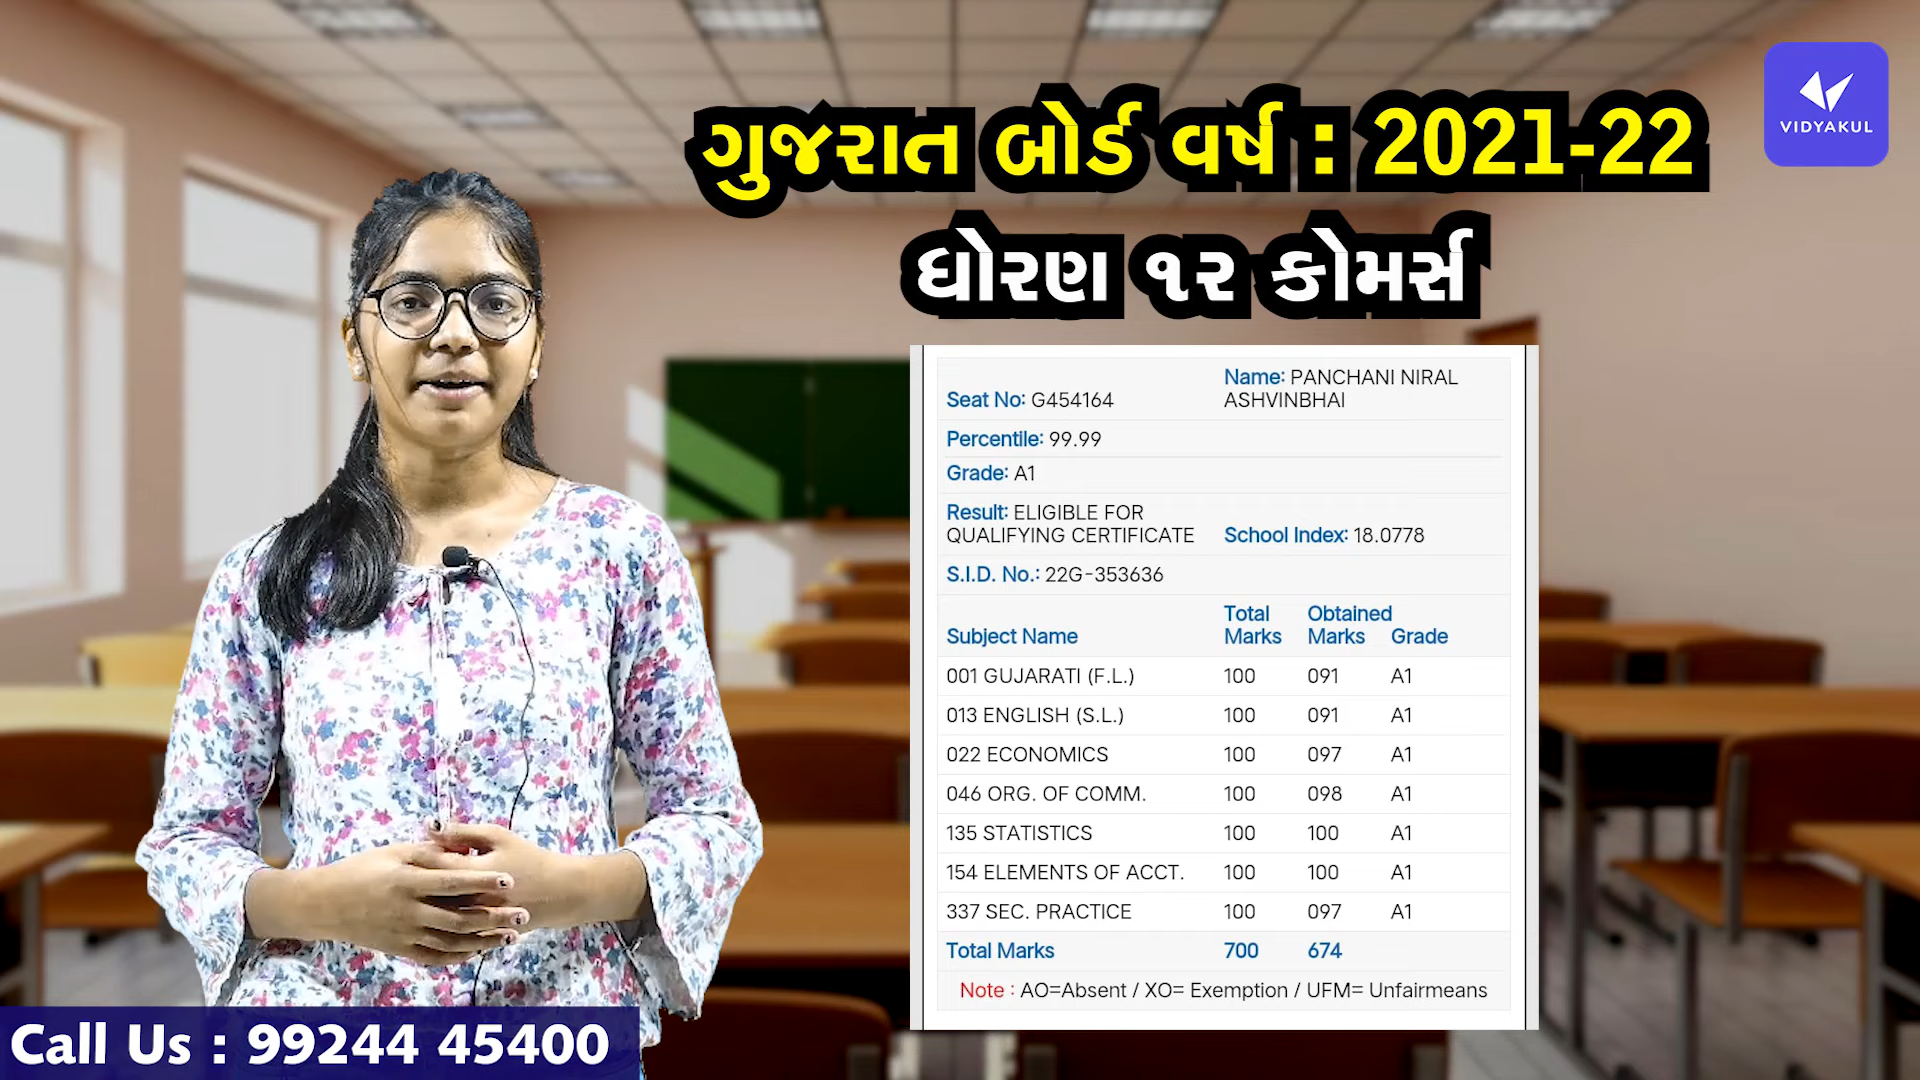 ગુજરાત બોર્ડ વર્ષ : 2021-22
VIDYAKUL
ધોરણ ૧૨ કોમર્સ
Seat No: G454164 Name: PANCHANI NIRAL ASHVINBHAI
Percentile: 99.99
Grade: A1
Result: ELIGIBLE FOR
QUALIFYING CERTIFICATE School Index: 18.0778
S.I.D. No.: 22G-353636
Subject Name Total Marks Obtained Marks Grade
001 GUJARATI (F.L.) 100 091 A1
013 ENGLISH (S.L.) 100 091 A1
022 ECONOMICS 100 097 A1
046 ORG. OF COMM. 100 098 A1
135 STATISTICS 100 100 A1
154 ELEMENTS OF ACCT. 100 100 A1
337 SEC. PRACTICE 100 097 A1
Total Marks 700 674
Note : AO=Absent / XO= Exemption / UFM= Unfairmeans
Call Us : 99244 45400